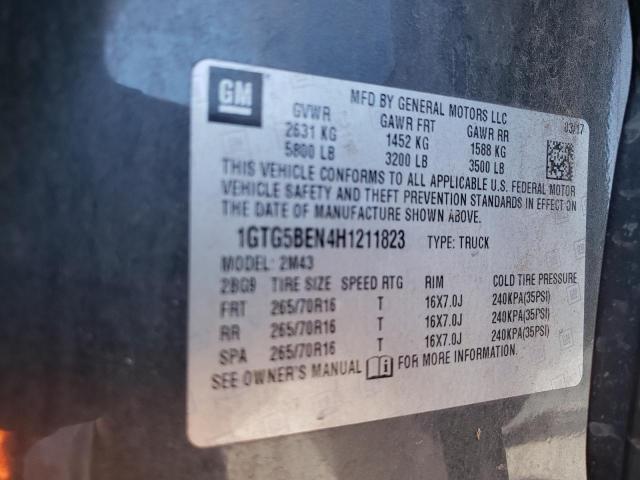 GM
MFD BY GENERAL MOTORS LLC
03/17
GVWR GAWR FRT GAWR RR
2631 KG 1452 KG 1588 KG
5800 LB 3200 LB 3500 LB
THIS VEHICLE CONFORMS TO ALL APPLICABLE U.S. FEDERAL MOTOR
VEHICLE SAFETY AND THEFT PREVENTION STANDARDS IN EFFECT ON
THE DATE OF MANUFACTURE SHOWN ABOVE.
1GTG5BEN4H1211823 TYPE: TRUCK
MODEL: 2M43
2BG9 TIRE SIZE SPEED RTG RIM COLD TIRE PRESSURE
FRT 265/70R16 T 16X7.0J 240KPA(35PSI)
RR 265/70R16 T 16X7.0J 240KPA(35PSI)
SPA 265/70R16 T 16X7.0J 240KPA(35PSI)
SEE OWNER'S MANUAL FOR MORE INFORMATION.